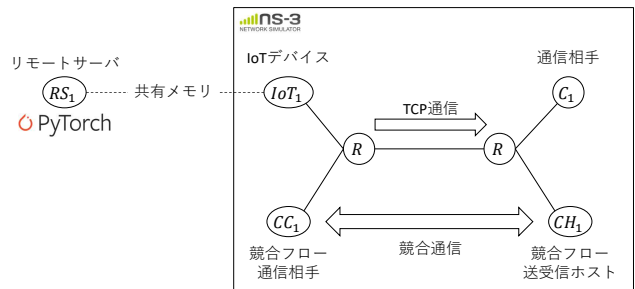 ns-3
NETWORK SIMULATOR
リモートサーバ
IoTデバイス
通信相手
RS₁
共有メモリ
IoT₁
C₁
PyTorch
TCP通信
R
R
CC₁
競合通信
CH₁
競合フロー
通信相手
競合フロー
送受信ホスト